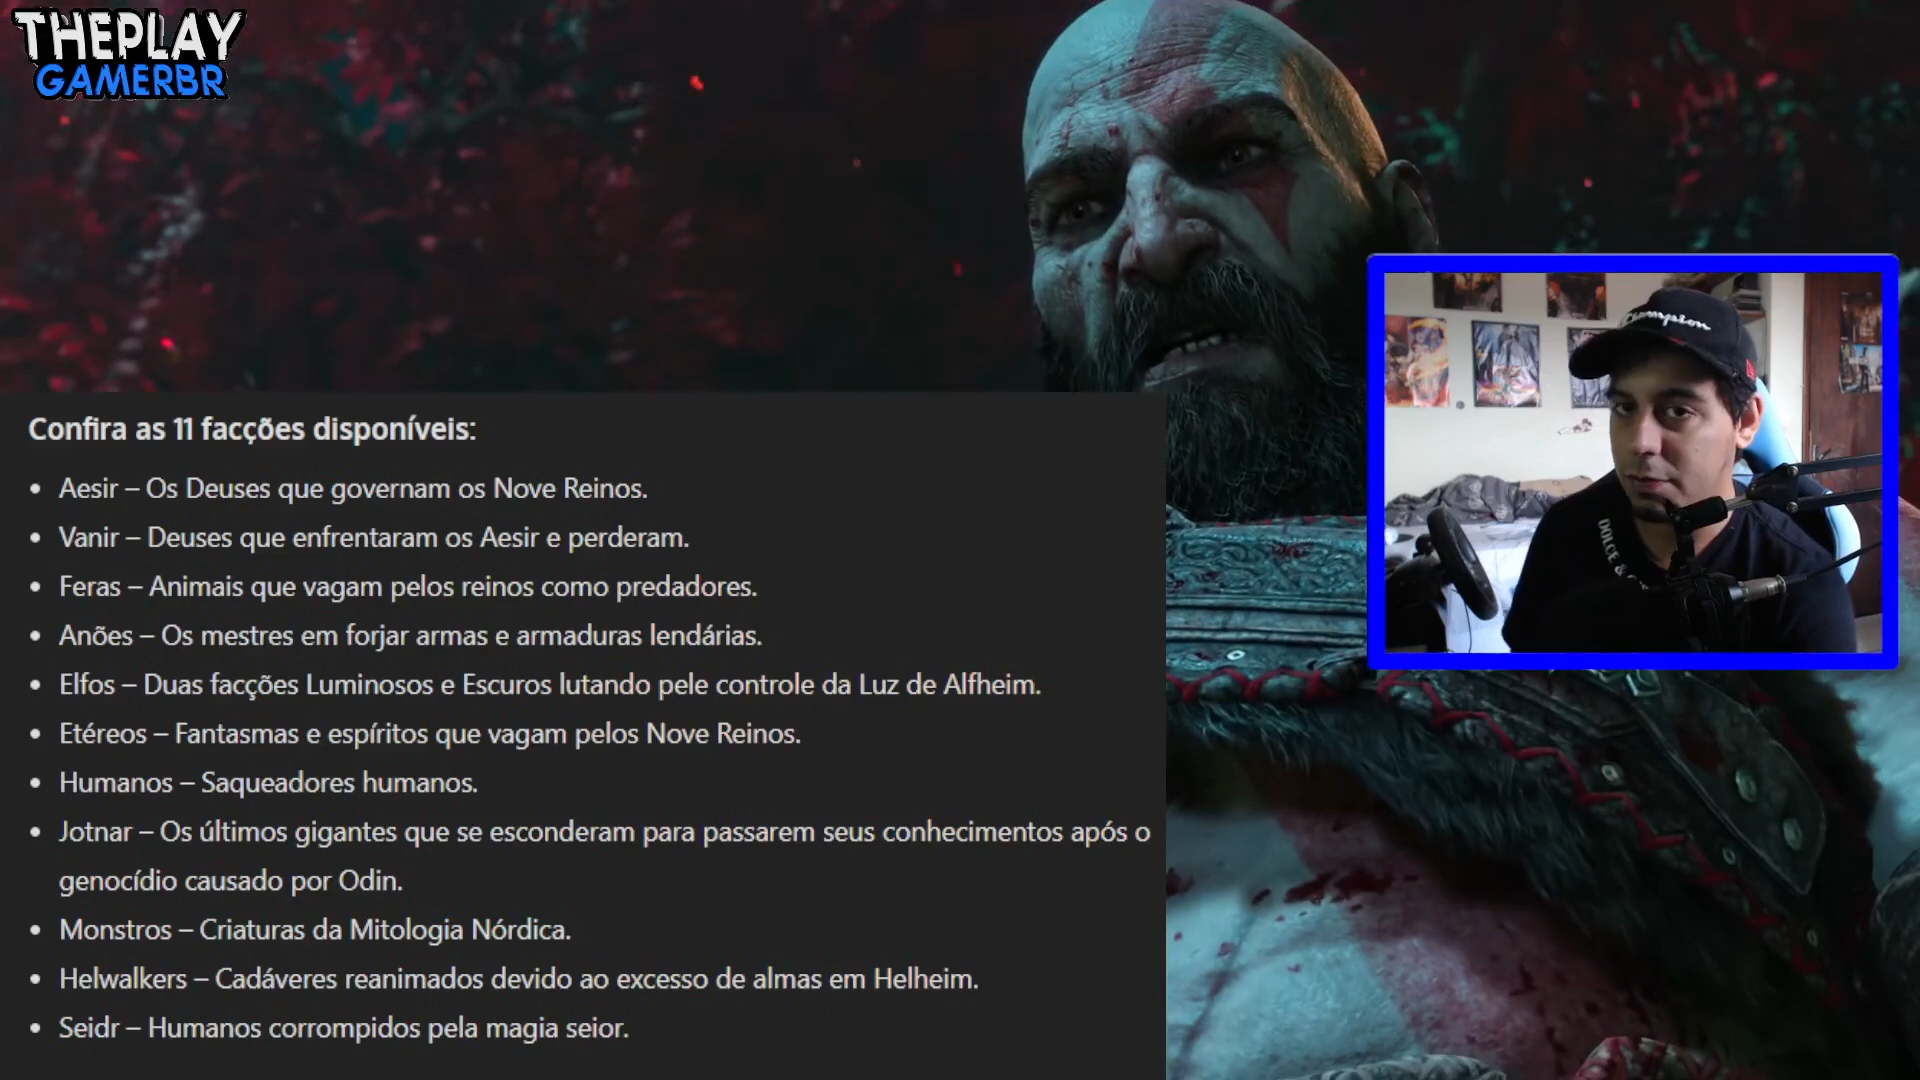 THEPLAY
GAMERBR
Champion
DOLCE &
Confira as 11 facções disponíveis:
• Aesir – Os Deuses que governam os Nove Reinos.
• Vanir – Deuses que enfrentaram os Aesir e perderam.
• Feras – Animais que vagam pelos reinos como predadores.
• Anões – Os mestres em forjar armas e armaduras lendárias.
• Elfos – Duas facções Luminosos e Escuros lutando pele controle da Luz de Alfheim.
• Etéreos – Fantasmas e espíritos que vagam pelos Nove Reinos.
• Humanos – Saqueadores humanos.
• Jotnar – Os últimos gigantes que se esconderam para passarem seus conhecimentos após o
genocídio causado por Odin.
• Monstros – Criaturas da Mitologia Nórdica.
• Helwalkers – Cadáveres reanimados devido ao excesso de almas em Helheim.
• Seidr – Humanos corrompidos pela magia seior.